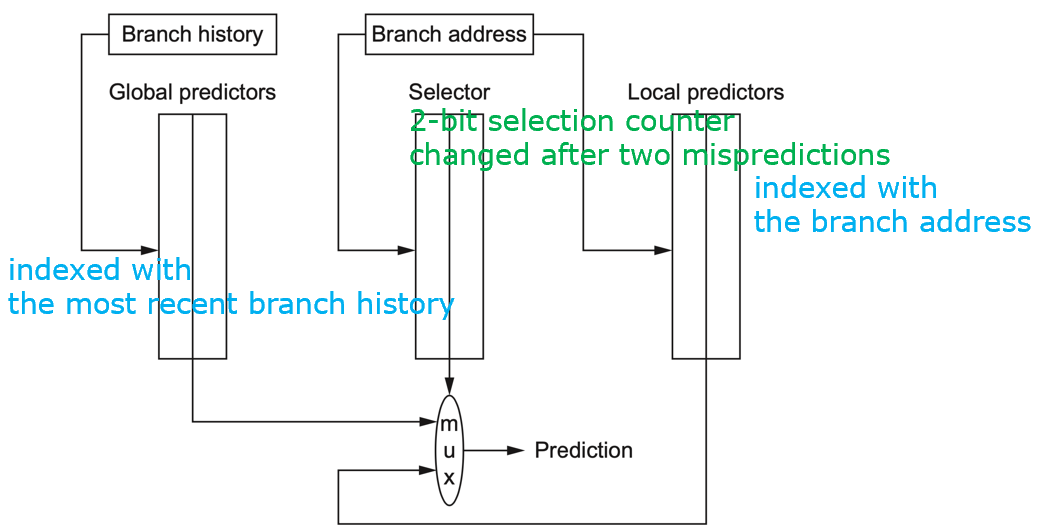 Branch history
Branch address
Global predictors
Selector
Local predictors
2-bit selection counter
changed after two mispredictions
indexed with
the branch address
indexed with
the most recent branch history
m
u
x
Prediction